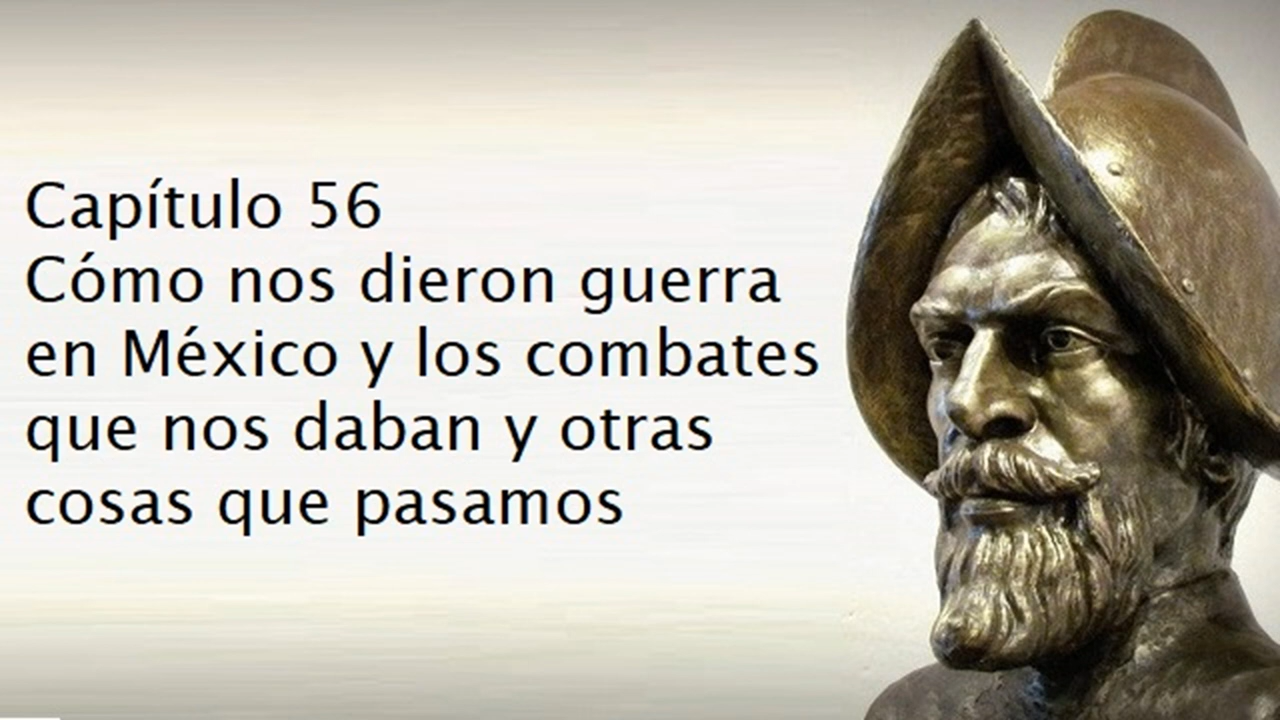 Capítulo 56
Cómo nos dieron guerra
en México y los combates
que nos daban y otras
cosas que pasamos